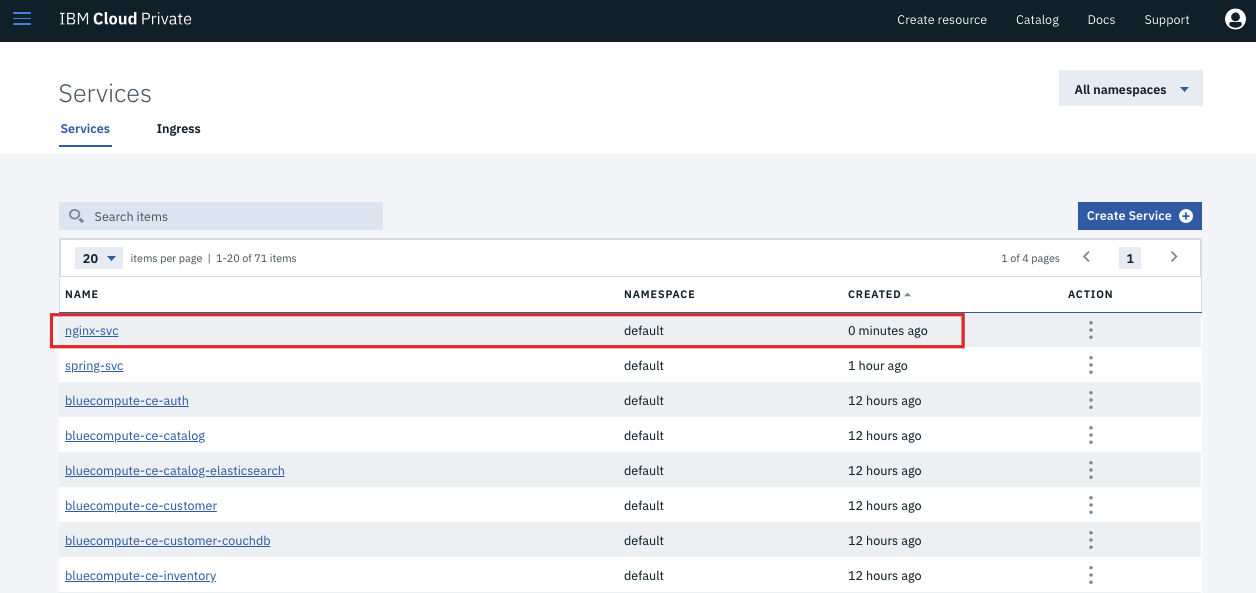 IBM Cloud Private Create resource Catalog Docs Support
Services
All namespaces
Services Ingress
Search items
Create Service
20 items per page | 1-20 of 71 items 1 of 4 pages 1
NAME NAMESPACE CREATED ACTION
nginx-svc default 0 minutes ago
spring-svc default 1 hour ago
bluecompute-ce-auth default 12 hours ago
bluecompute-ce-catalog default 12 hours ago
bluecompute-ce-catalog-elasticsearch default 12 hours ago
bluecompute-ce-customer default 12 hours ago
bluecompute-ce-customer-couchdb default 12 hours ago
bluecompute-ce-inventory default 12 hours ago